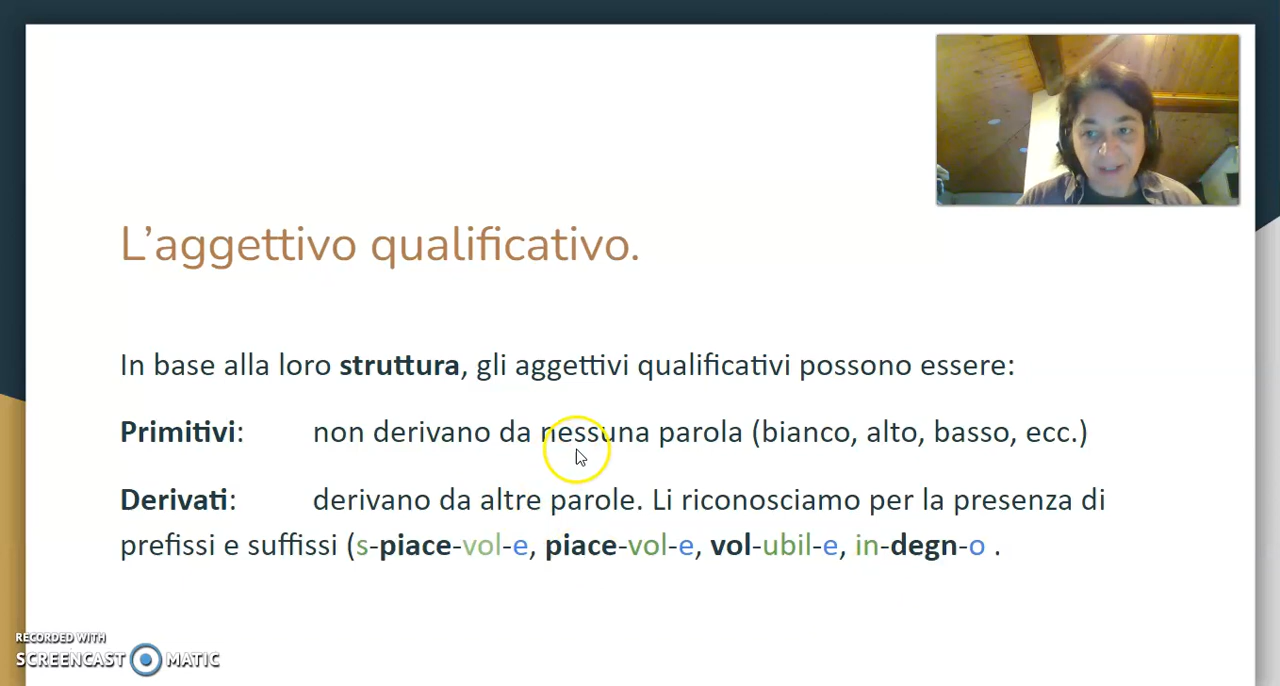 L’aggettivo qualificativo.
In base alla loro struttura, gli aggettivi qualificativi possono essere:
Primitivi: non derivano da nessuna parola (bianco, alto, basso, ecc.)
Derivati: derivano da altre parole. Li riconosciamo per la presenza di
prefissi e suffissi (s-piace-vol-e, piace-vol-e, vol-ubil-e, in-degn-o .
RECORDED WITH
SCREENCAST MATIC